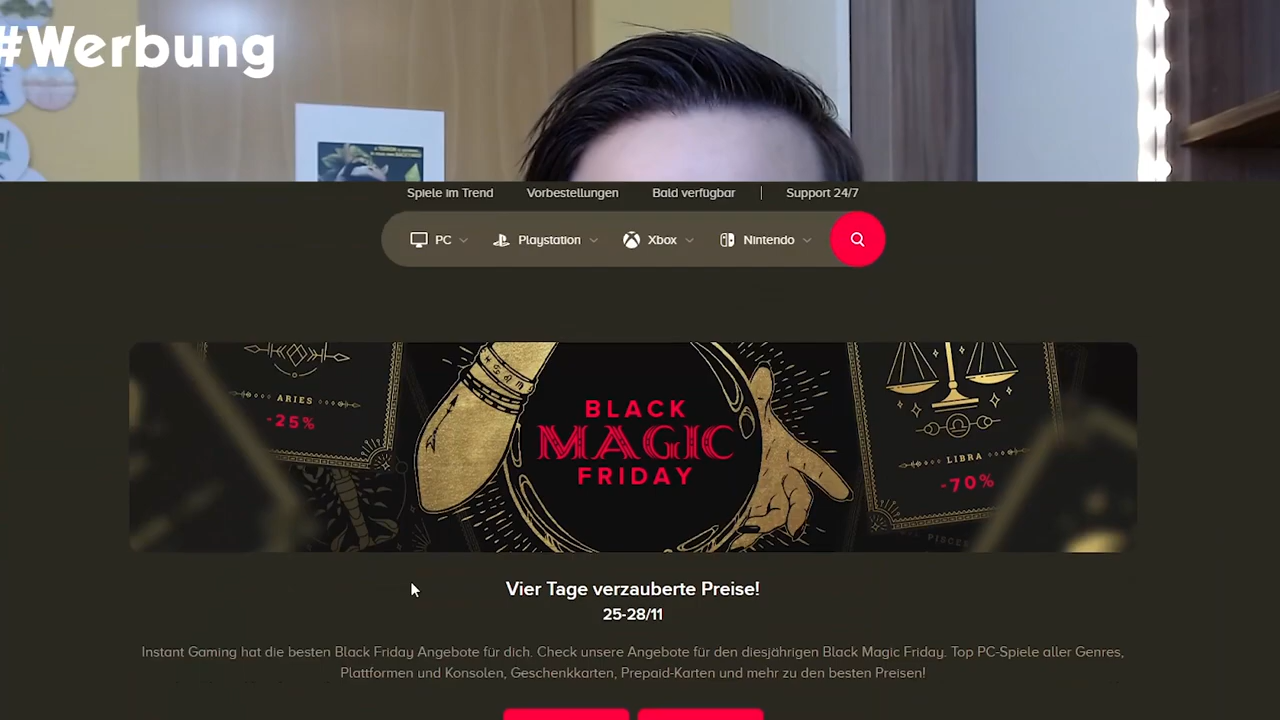 #Werbung
Spiele im Trend
Vorbestellungen
Bald verfügbar
Support 24/7
PC
Playstation
Xbox
Nintendo
ARIES
-25%
BLACK
MAGIC
FRIDAY
LIBRA
-70%
PISCES
Vier Tage verzauberte Preise!
25-28/11
Instant Gaming hat die besten Black Friday Angebote für dich. Check unsere Angebote für den diesjährigen Black Magic Friday. Top PC-Spiele aller Genres,
Plattformen und Konsolen, Geschenkkarten, Prepaid-Karten und mehr zu den besten Preisen!